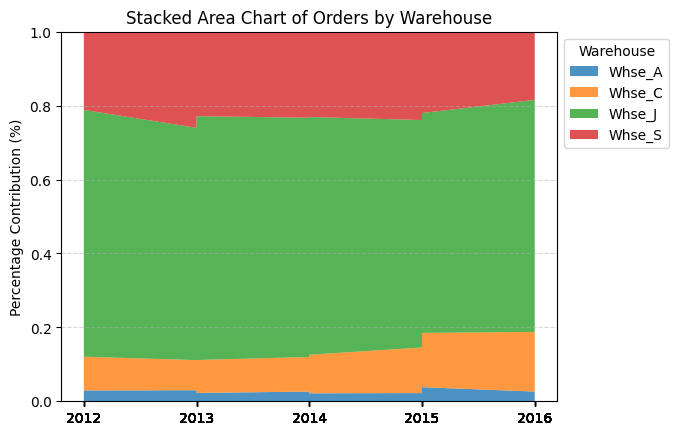 Stacked Area Chart of Orders by Warehouse
Percentage Contribution (%)
1.0
0.8
0.6
0.4
0.2
0.0
2012 2013 2014 2015 2016
Warehouse
Whse_A
Whse_C
Whse_J
Whse_S